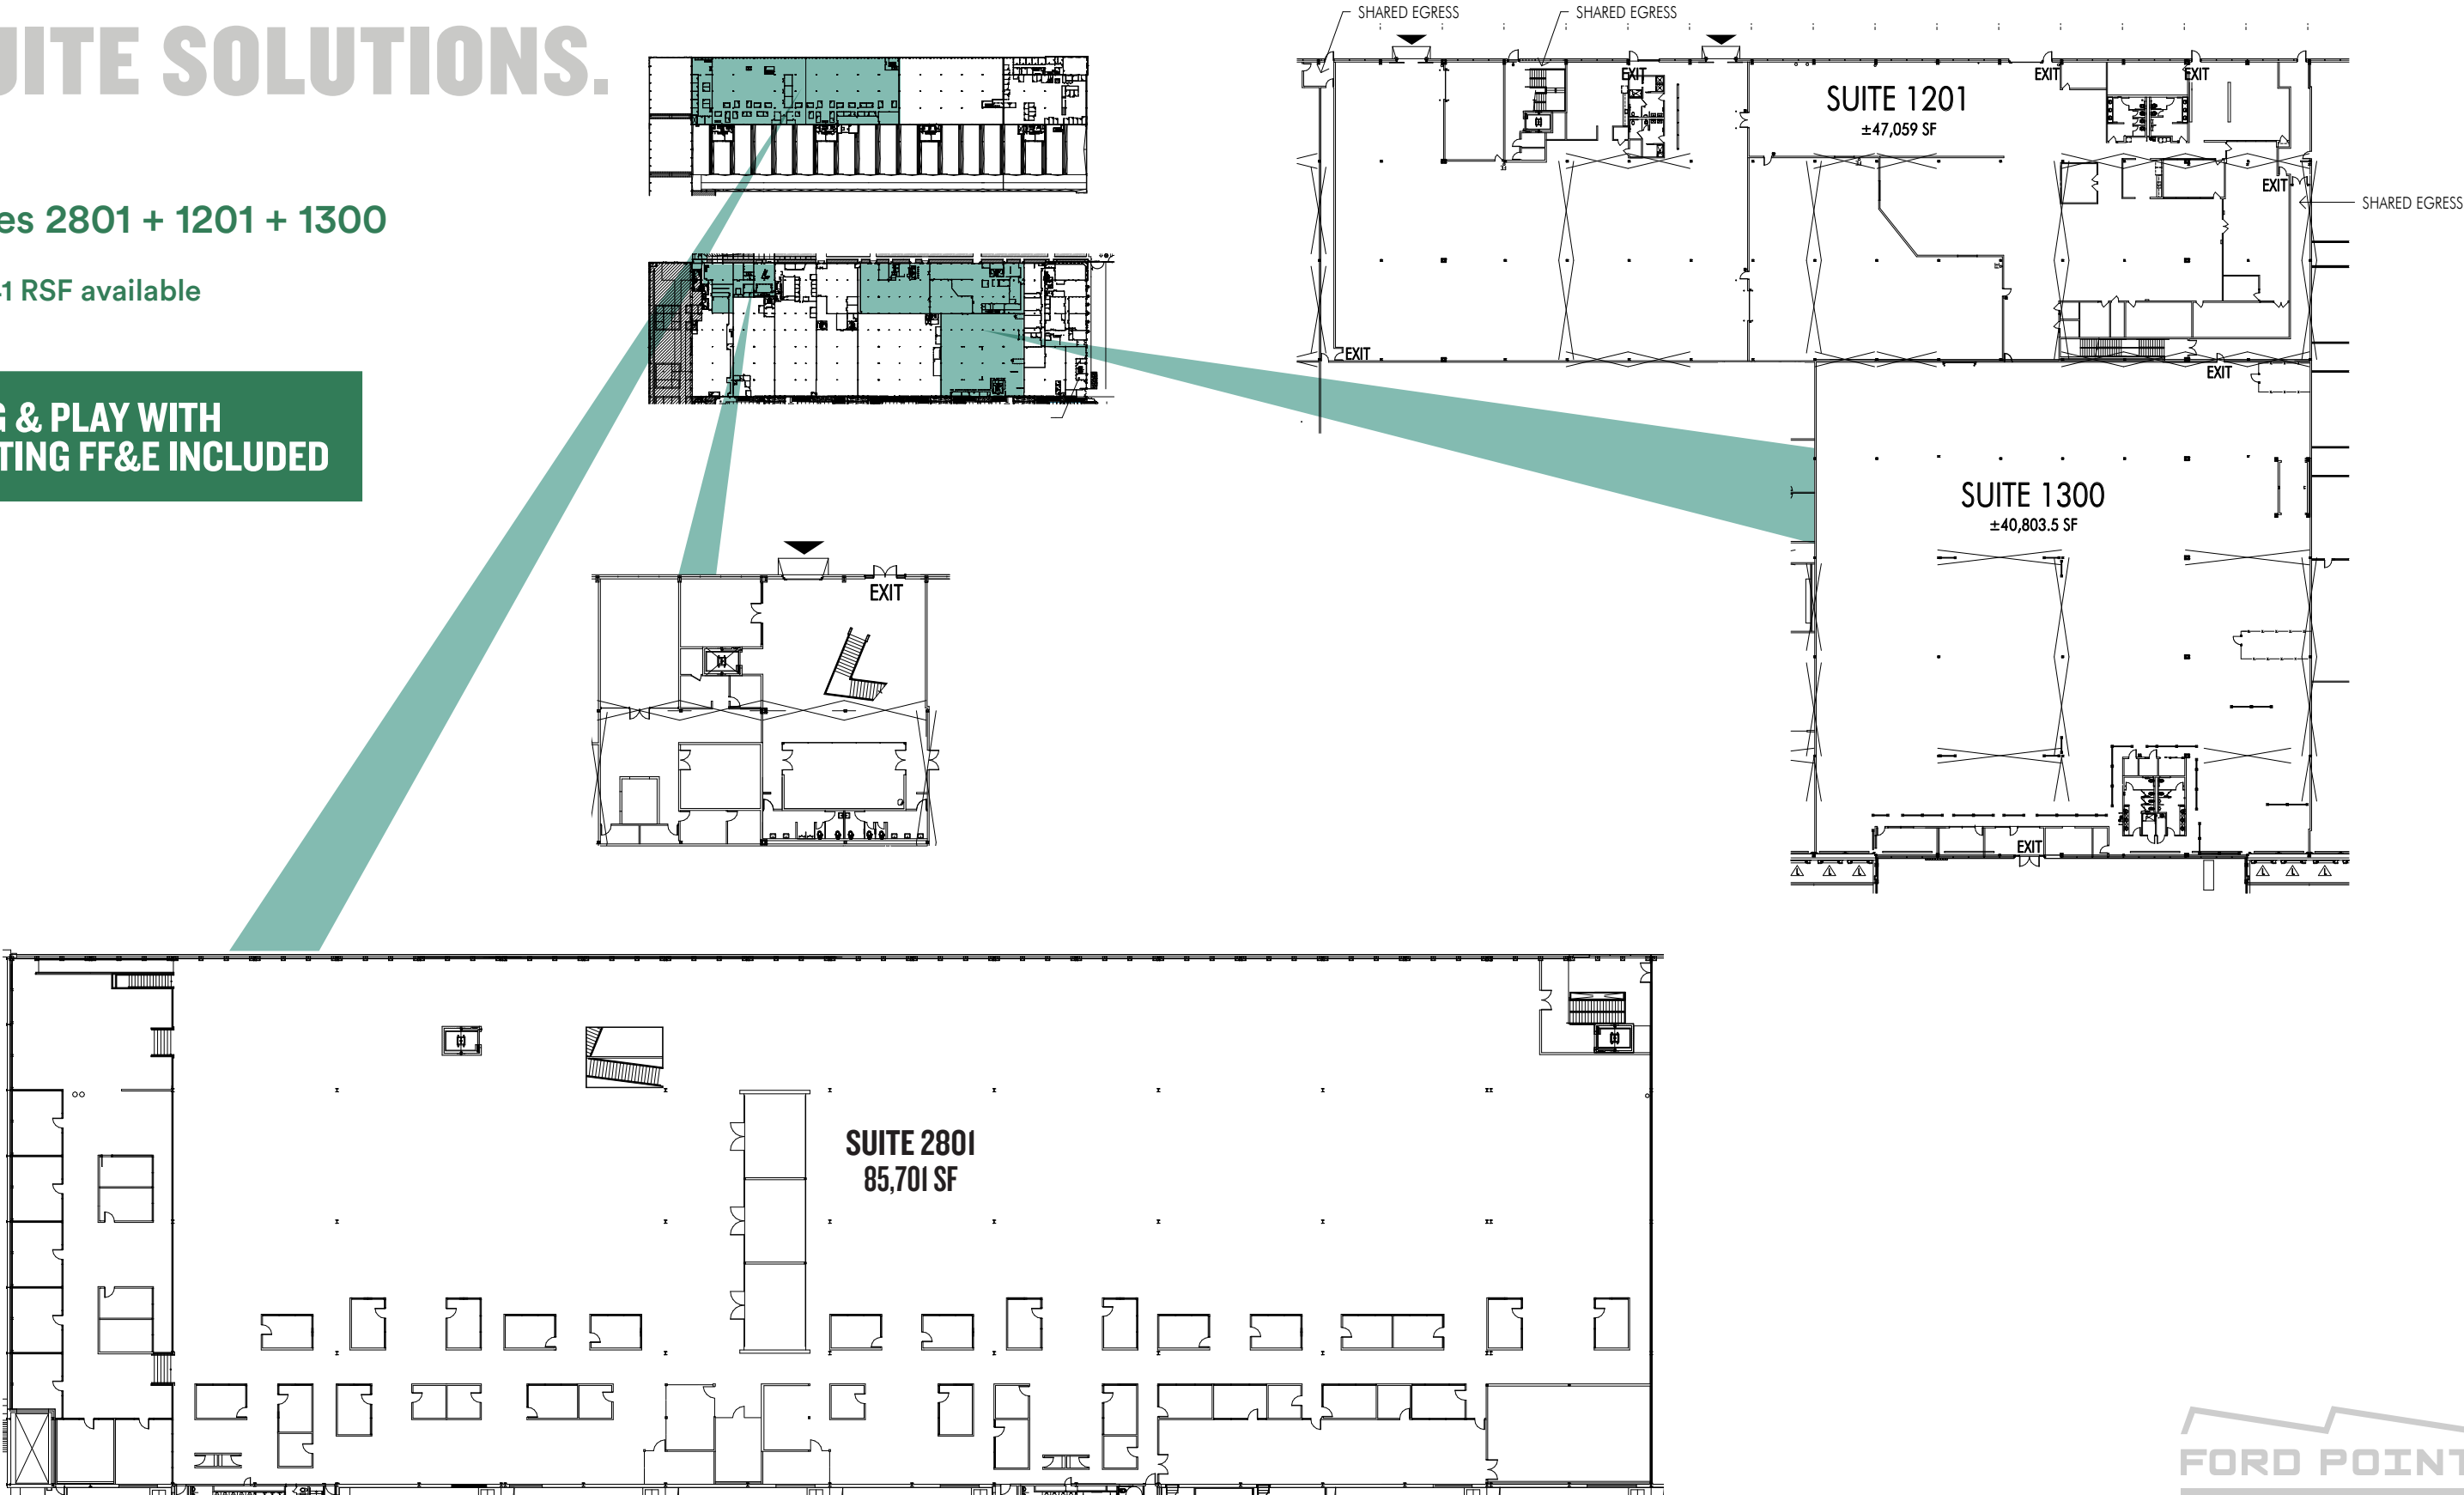 UITE SOLUTIONS.
es 2801 + 1201 + 1300
41 RSF available
G & PLAY WITH
TING FF&E INCLUDED
SHARED EGRESS
SHARED EGRESS
EXIT
EXIT
EXIT
SUITE 1201
±47,059 SF
EXIT
SHARED EGRESS
EXIT
EXIT
SUITE 1300
±40,803.5 SF
EXIT
EXIT
SUITE 2801
85,701 SF
FORD POINT